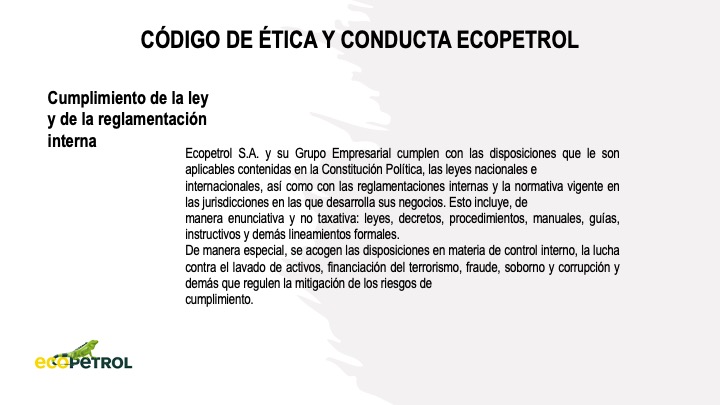 CÓDIGO DE ÉTICA Y CONDUCTA ECOPETROL
Cumplimiento de la ley
y de la reglamentación
interna
Ecopetrol S.A. y su Grupo Empresarial cumplen con las disposiciones que le son
aplicables contenidas en la Constitución Política, las leyes nacionales e
internacionales, así como con las reglamentaciones internas y la normativa vigente en
las jurisdicciones en las que desarrolla sus negocios. Esto incluye, de
manera enunciativa y no taxativa: leyes, decretos, procedimientos, manuales, guías,
instructivos y demás lineamientos formales.
De manera especial, se acogen las disposiciones en materia de control interno, la lucha
contra el lavado de activos, financiación del terrorismo, fraude, soborno y corrupción y
demás que regulen la mitigación de los riesgos de
cumplimiento.
ecoPETROL